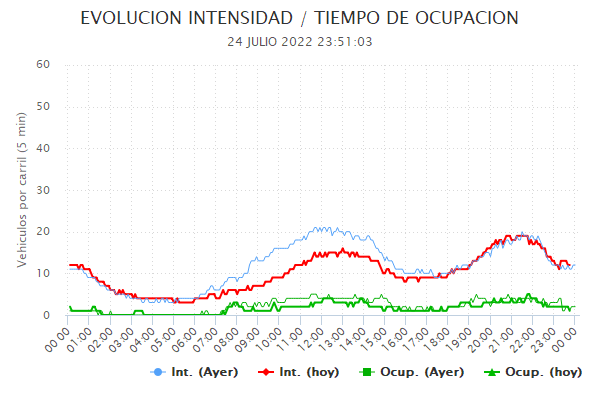 EVOLUCION INTENSIDAD / TIEMPO DE OCUPACION
24 JULIO 2022 23:51:03
Vehiculos por carril (5 min)
60
50
40
30
20
10
0
00:00 01:00 02:00 03:00 04:00 05:00 06:00 07:00 08:00 09:00 10:00 11:00 12:00 13:00 14:00 15:00 16:00 17:00 18:00 19:00 20:00 21:00 22:00 23:00 00:00
Int. (Ayer) Int. (hoy) Ocup. (Ayer) Ocup. (hoy)